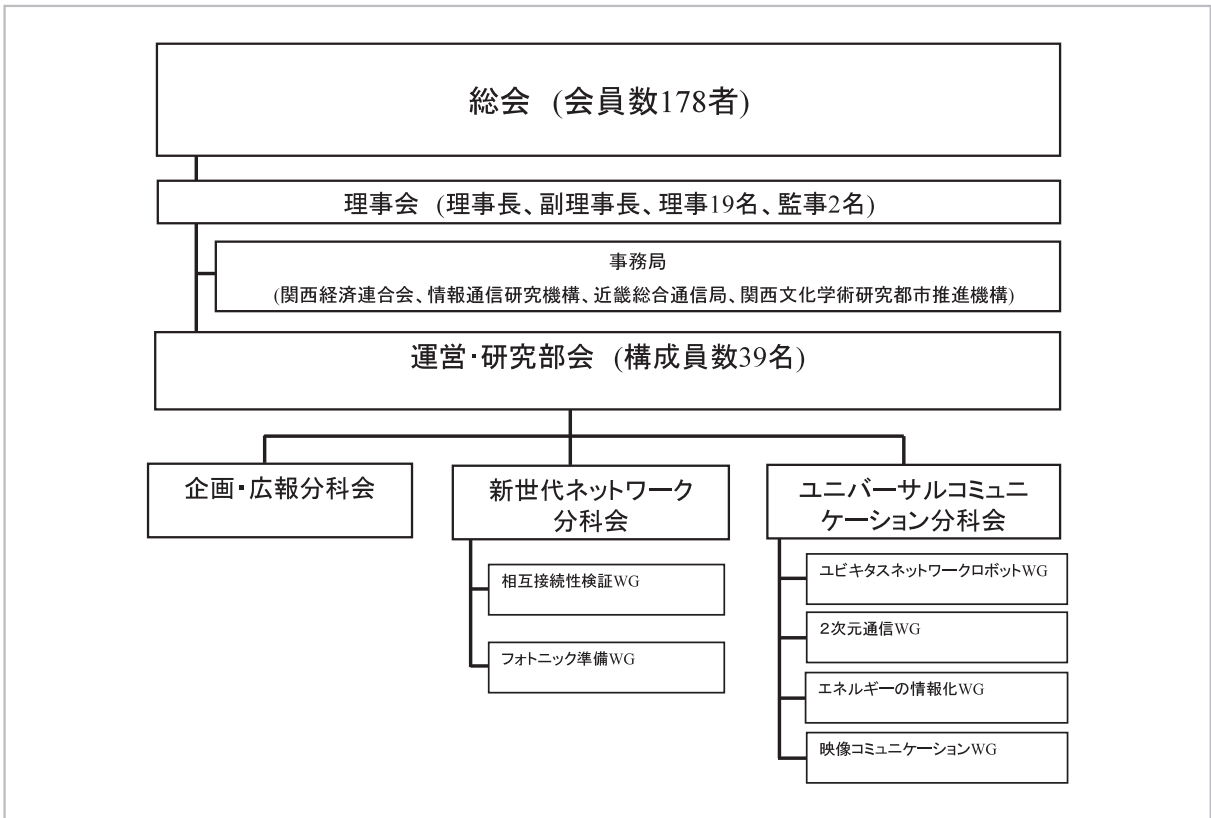 総会 (会員数178者)
理事会 (理事長、副理事長、理事19名、監事2名)
事務局
(関西経済連合会、情報通信研究機構、近畿総合通信局、関西文化学術研究都市推進機構)
運営・研究部会 (構成員数39名)
企画・広報分科会
新世代ネットワーク
分科会
相互接続性検証WG
フォトニック準備WG
ユニバーサルコミュニ
ケーション分科会
ユビキタスネットワークロボットWG
2次元通信WG
エネルギーの情報化WG
映像コミュニケーションWG